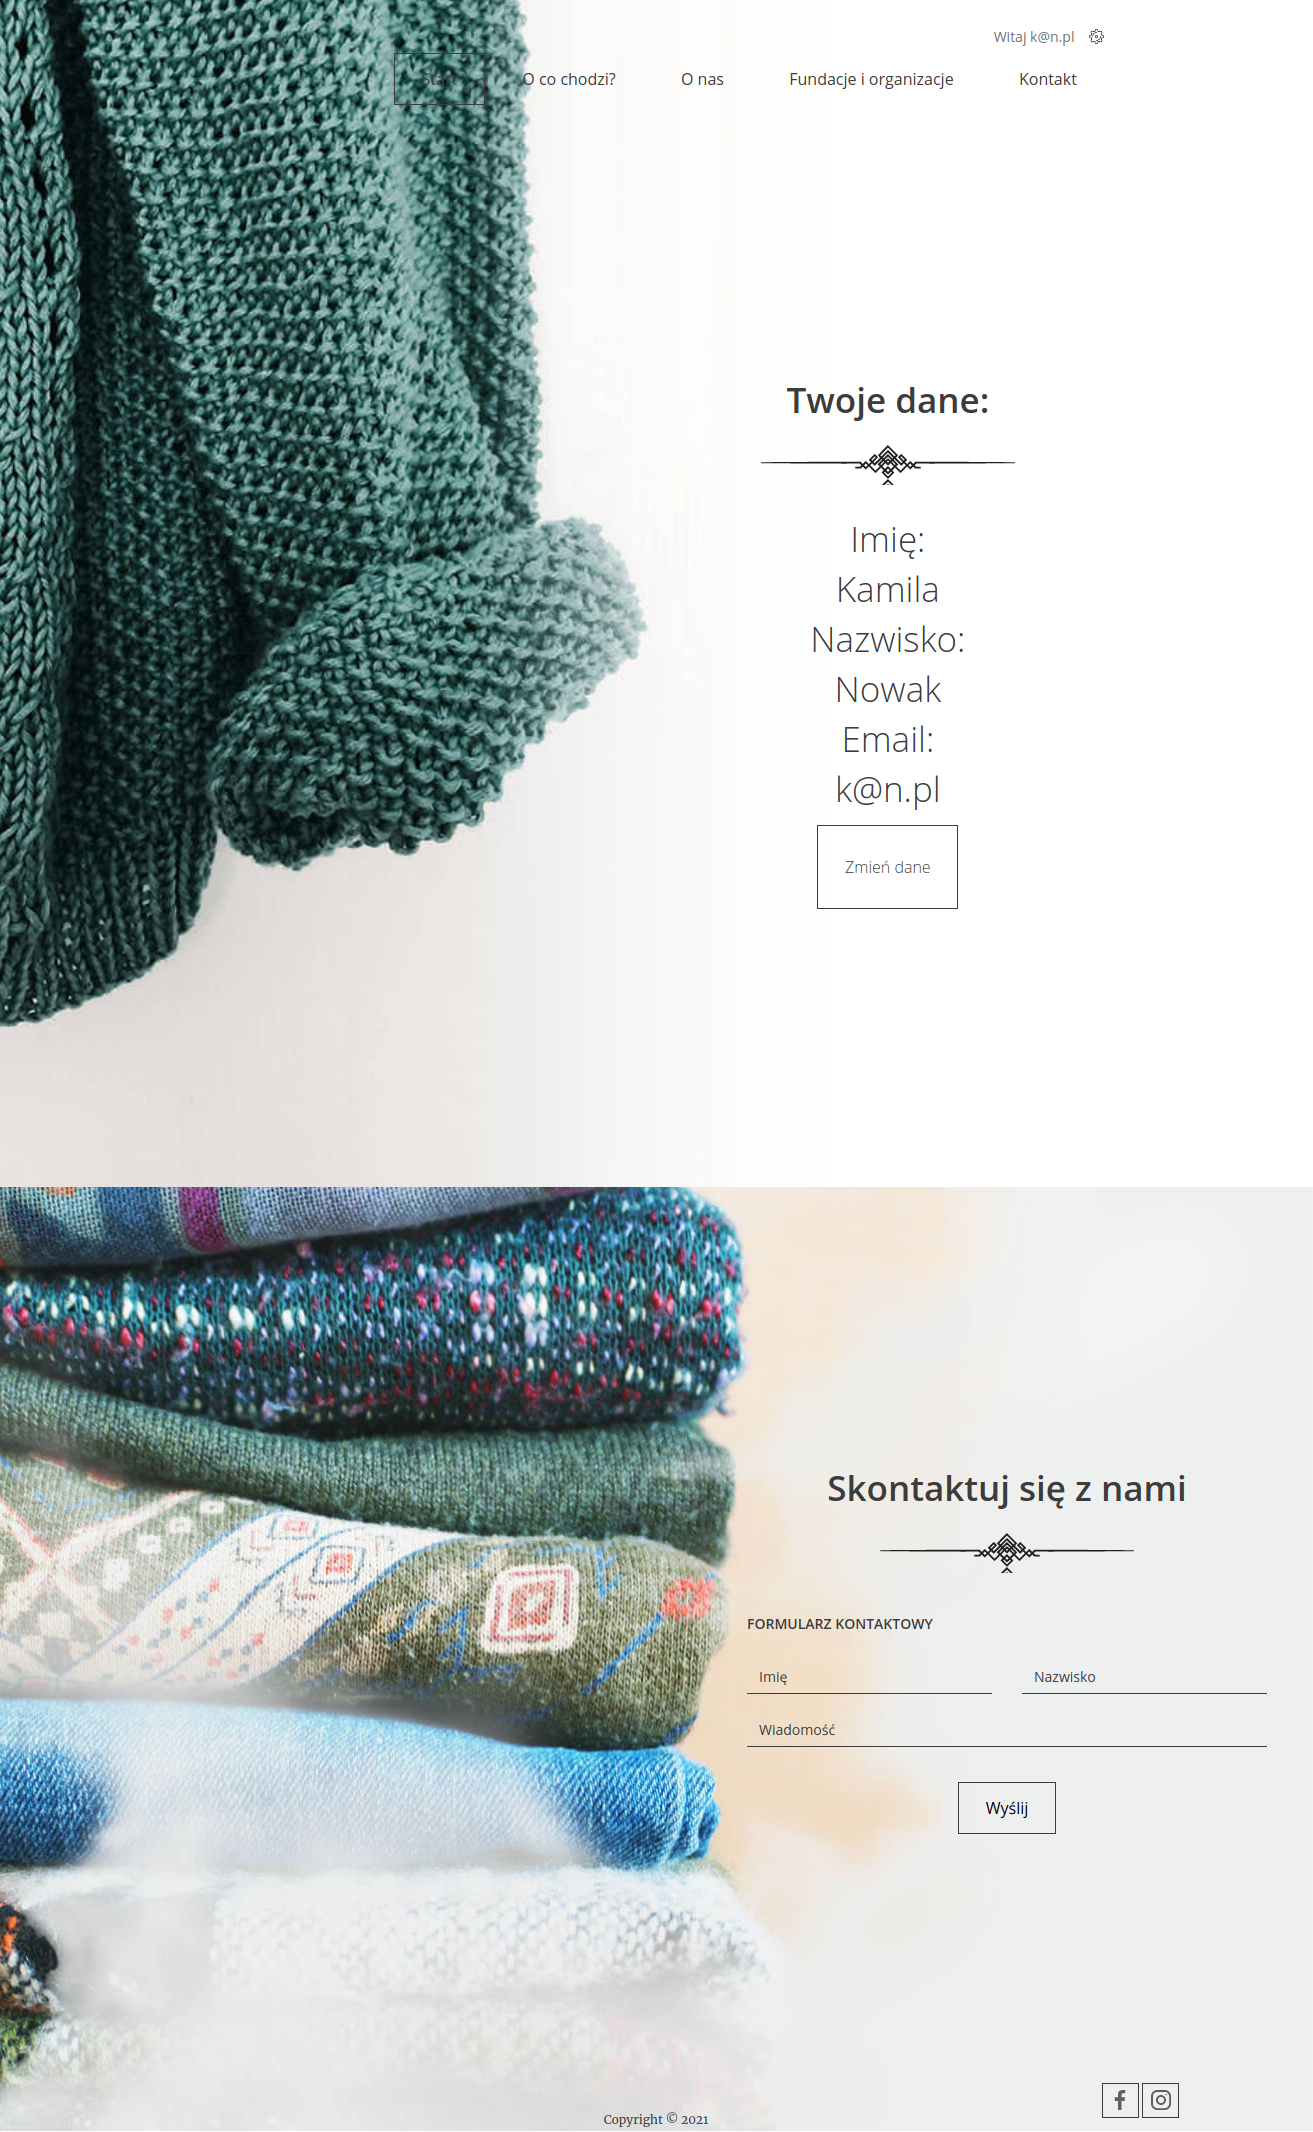 Witaj k@n.pl
Start O co chodzi? O nas Fundacje i organizacje Kontakt
Twoje dane:
Imię:
Kamila
Nazwisko:
Nowak
Email:
k@n.pl
Zmień dane
Skontaktuj się z nami
FORMULARZ KONTAKTOWY
Imię Nazwisko
Wiadomość
Wyślij
Copyright © 2021